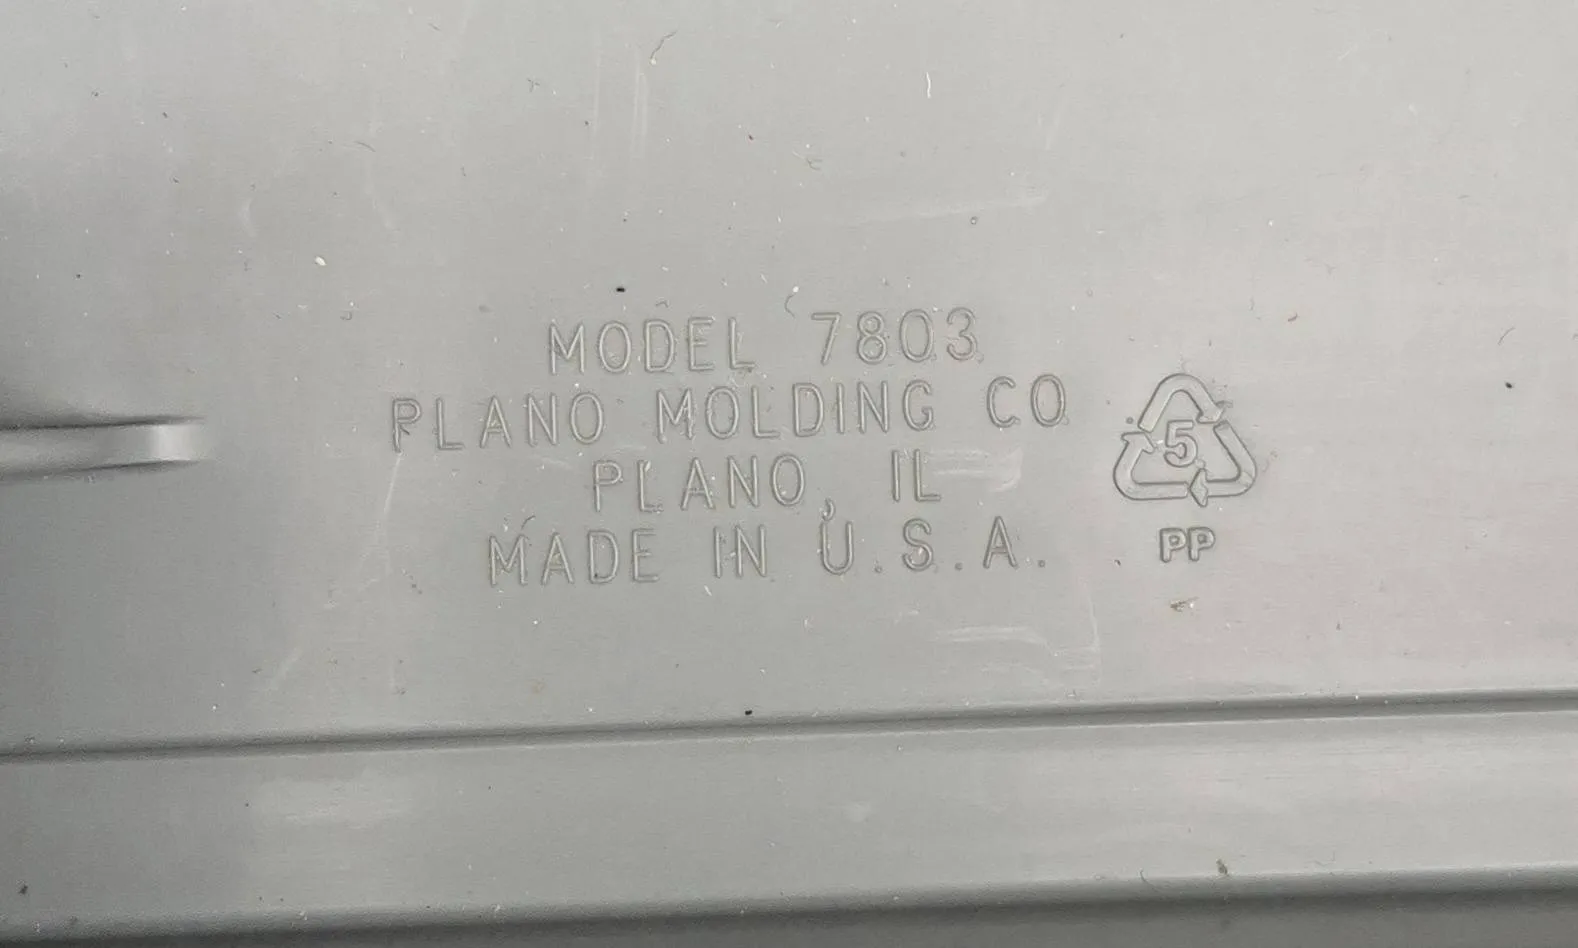 MODEL 7803
PLANO MOLDING CO
PLANO, IL
MADE IN U.S.A.
5
PP